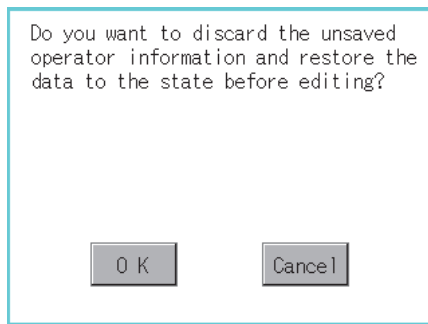 Do you want to discard the unsaved
operator information and restore the
data to the state before editing?
O K
Cancel